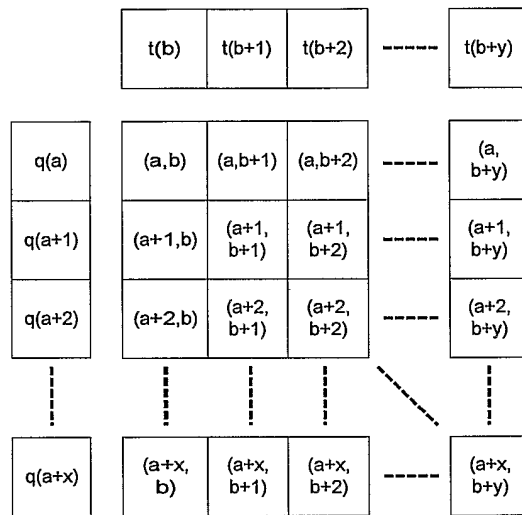 t(b) t(b+1) t(b+2) t(b+y)
q(a) (a,b) (a,b+1) (a,b+2) (a,
b+y)
q(a+1) (a+1,b) (a+1,
b+1) (a+1,
b+2) (a+1,
b+y)
q(a+2) (a+2,b) (a+2,
b+1) (a+2,
b+2) (a+2,
b+y)
q(a+x) (a+x,
b) (a+x,
b+1) (a+x,
b+2) (a+x,
b+y)